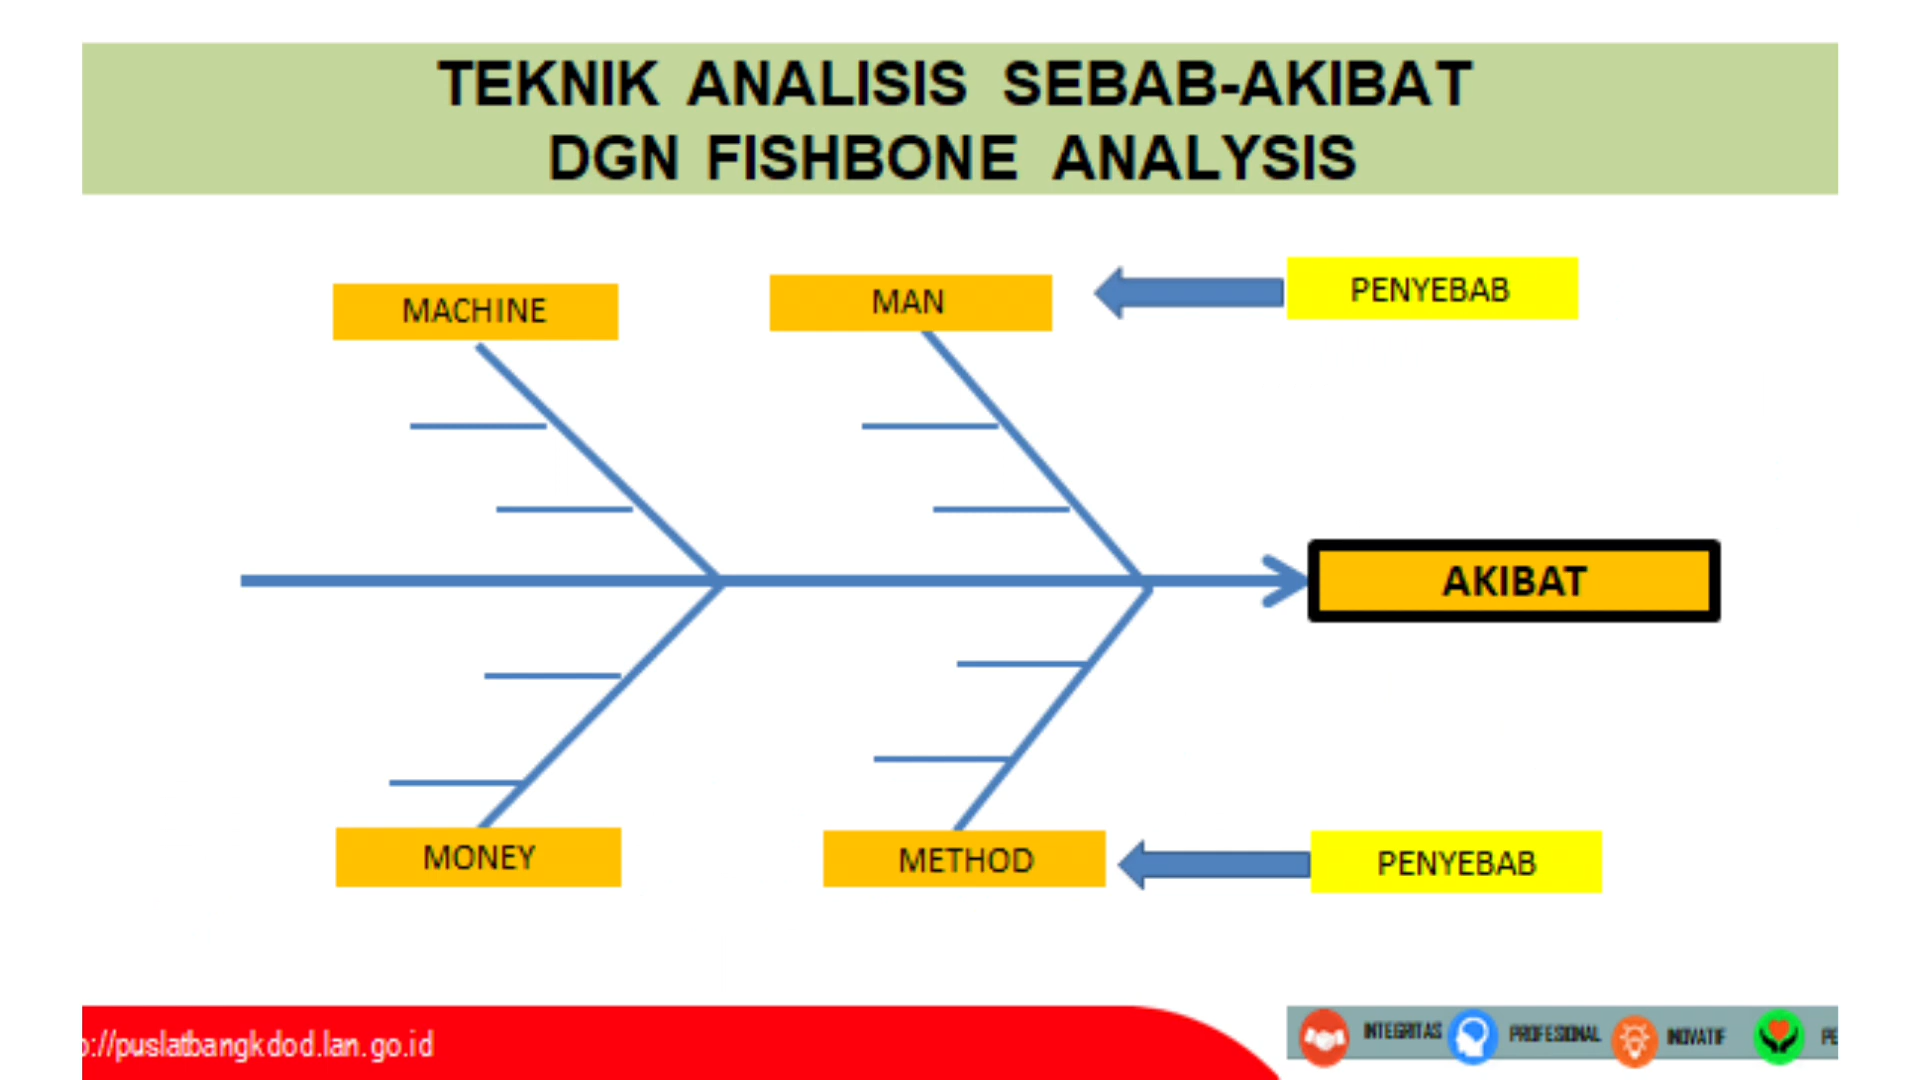 TEKNIK ANALISIS SEBAB-AKIBAT
DGN FISHBONE ANALYSIS
MACHINE
MAN
PENYEBAB
AKIBAT
MONEY
METHOD
PENYEBAB
://puslatbangkdod.lan.go.id
INTEGRITAS
PROFESIONAL
INOVATIF
PE